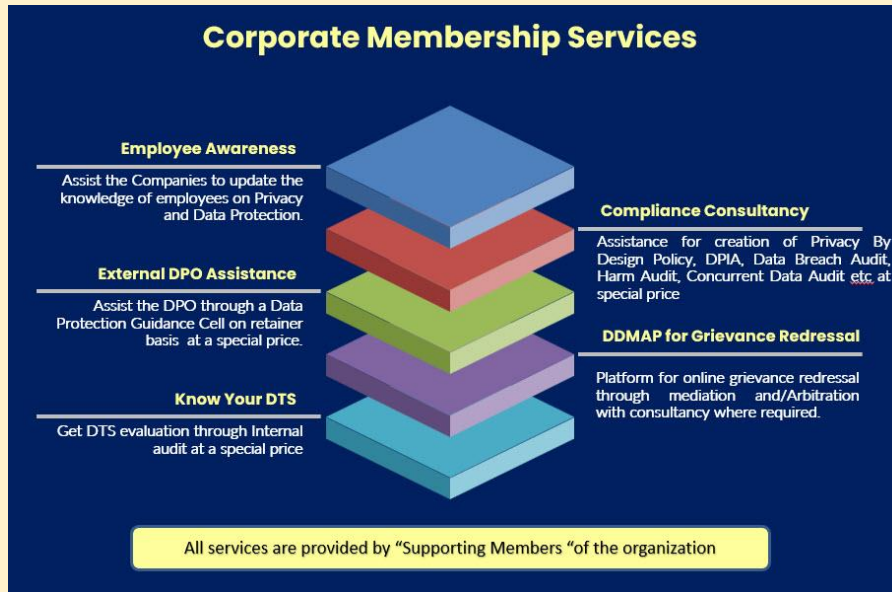 Corporate Membership Services
Employee Awareness
Assist the Companies to update the
knowledge of employees on Privacy
and Data Protection.
Compliance Consultancy
Assistance for creation of Privacy By
Design Policy, DPIA, Data Breach Audit,
Harm Audit, Concurrent Data Audit etc at
special price
External DPO Assistance
Assist the DPO through a Data
Protection Guidance Cell on retainer
basis at a special price.
DDMAP for Grievance Redressal
Platform for online grievance redressal
through mediation and/Arbitration
with consultancy where required.
Know Your DTS
Get DTS evaluation through Internal
audit at a special price
All services are provided by “Supporting Members “of the organization